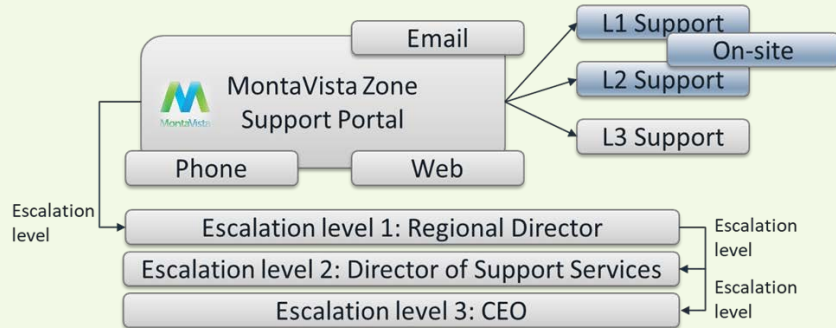 Email
MontaVista Zone
Support Portal
MontaVista
Phone
Web
L1 Support
On-site
L2 Support
L3 Support
Escalation
level
Escalation level 1: Regional Director
Escalation
level
Escalation level 2: Director of Support Services
Escalation
level
Escalation level 3: CEO